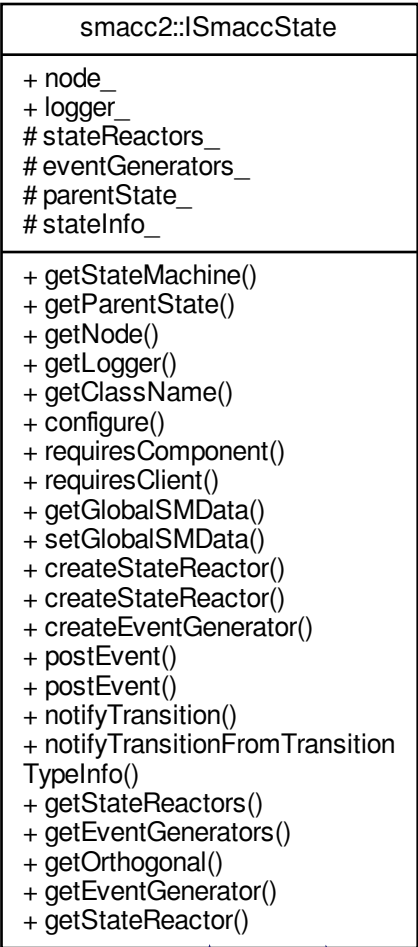 smacc2::ISmaccState
+ node_
+ logger_
# stateReactors_
# eventGenerators_
# parentState_
# stateInfo_
+ getStateMachine()
+ getParentState()
+ getNode()
+ getLogger()
+ getClassName()
+ configure()
+ requiresComponent()
+ requiresClient()
+ getGlobalSMData()
+ setGlobalSMData()
+ createStateReactor()
+ createStateReactor()
+ createEventGenerator()
+ postEvent()
+ postEvent()
+ notifyTransition()
+ notifyTransitionFromTransition
TypeInfo()
+ getStateReactors()
+ getEventGenerators()
+ getOrthogonal()
+ getEventGenerator()
+ getStateReactor()